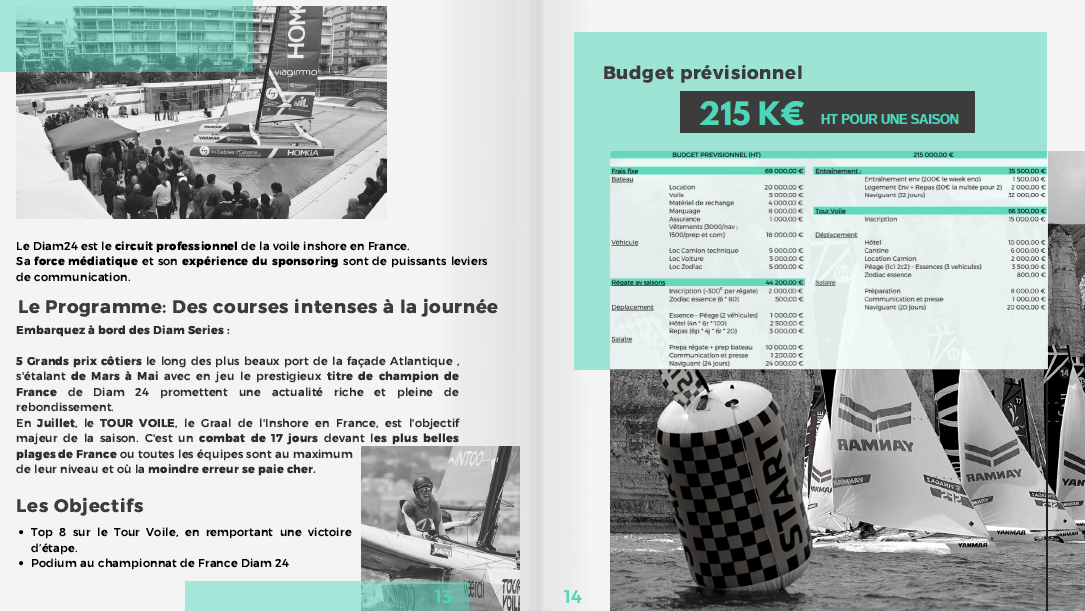 HOMKIA
viagimmo
NIL
YANMAR
les Sables d'Olonne
HOMKIA
Le Diam24 est le circuit professionnel de la voile inshore en France.
Sa force médiatique et son expérience du sponsoring sont de puissants leviers
de communication.
Le Programme: Des courses intenses à la journée
Embarquez à bord des Diam Series :
5 Grands prix côtiers le long des plus beaux port de la façade Atlantique ,
s'étalant de Mars à Mai avec en jeu le prestigieux titre de champion de
France de Diam 24 promettent une actualité riche et pleine de
rebondissement.
En Juillet, le TOUR VOILE, le Graal de l'Inshore en France, est l'objectif
majeur de la saison. C'est un combat de 17 jours devant les plus belles
plages de France ou toutes les équipes sont au maximum
de leur niveau et où la moindre erreur se paie cher.
Les Objectifs
• Top 8 sur le Tour Voile, en remportant une victoire
d'étape.
• Podium au championnat de France Diam 24
INTOO
TOUR
VOILE
13
Budget prévisionnel
215 K€ HT POUR UNE SAISON
BUDGET PREVISIONNEL (HT) 215 000,00 €
Frais fixe 69 000,00 €
Bateau
Location 20 000,00 €
Voile 5 000,00 €
Matériel de rechange 4 000,00 €
Marquage 8 000,00 €
Assurance 1 000,00 €
Vêtements (3000/nav ;
1500/prep et com) 18 000,00 €
Véhicule
Loc Camion technique 5 000,00 €
Loc Voiture 3 000,00 €
Loc Zodiac 5 000,00 €
Régate av saisons 44 200,00 €
Inscription (~300€ par régate) 2 000,00 €
Zodiac essence (6 * 80) 500,00 €
Déplacement
Essence – Péage (2 véhicules) 1 000,00 €
Hôtel (4n * 6r * 100) 2 500,00 €
Repas (6p * 4j * 6r * 20) 3 000,00 €
Salaire
Prepa régate + prep bateau 10 000,00 €
Communication et presse 1 200,00 €
Naviguant (24 jours) 24 000,00 €
Entraînement : 35 500,00 €
Entraînement env (200€ le week end) 1 500,00 €
Logement Env + Repas (30€ la nuitée pour 2) 2 000,00 €
Naviguant (32 jours) 32 000,00 €
Tour Voile 66 300,00 €
Inscription 15 000,00 €
Déplacement
Hôtel 10 000,00 €
Cantine 6 000,00 €
Location Camion 2 000,00 €
Péage (1c1 2c2) – Essences (3 vehicules) 3 500,00 €
Zodiac essence 800,00 €
Salaire
Préparation 8 000,00 €
Communication et presse 1 000,00 €
Naviguant (20 jours) 20 000,00 €
START
YANMAR
YANMAR
YANMAR
YANMAR
14